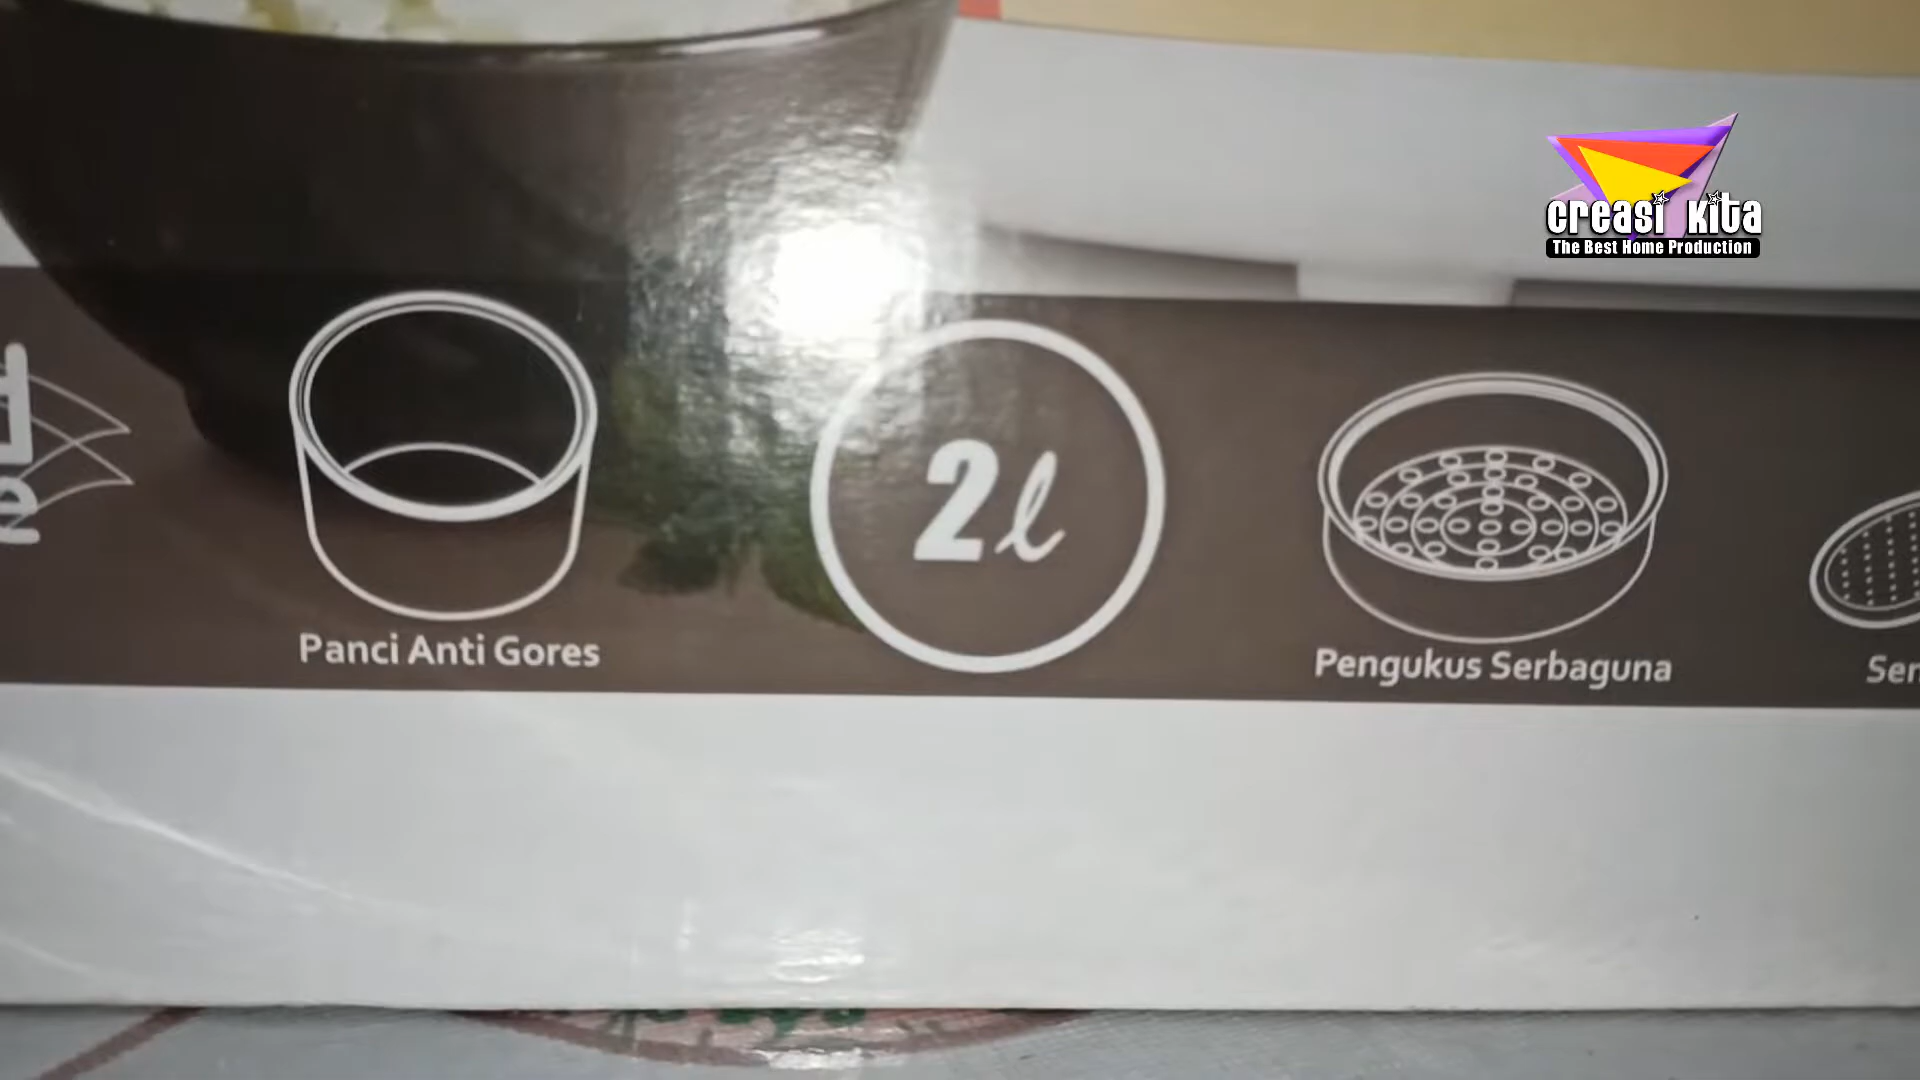 creasi kita
The Best Home Production
2l
Panci Anti Gores
Pengukus Serbaguna